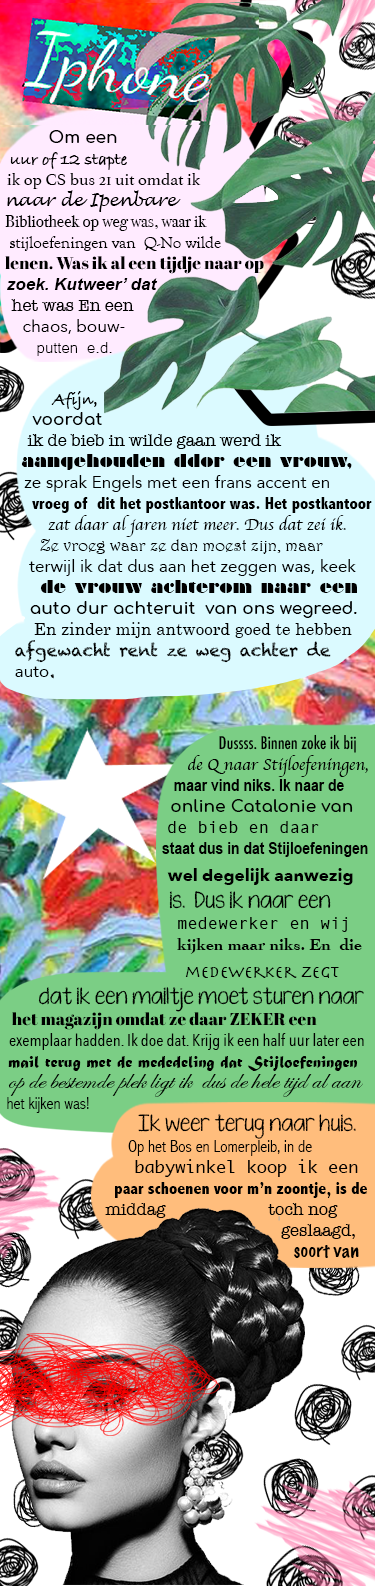 Iphone
Om een
uur of 12 stapte
ik op CS bus 21 uit omdat ik
naar de Ipenbare
Bibliotheek op weg was, waar ik
stijloefeningen van Q-No wilde
lenen. Was ik al een tijdje naar op
zoek. Kutweer' dat
het was En een
chaos, bouw-
putten e.d.
Afijn,
voordat
ik de bieb in wilde gaan werd ik
aangehouden ddor een vrouw,
ze sprak Engels met een frans accent en
vroeg of dit het postkantoor was. Het postkantoor
zat daar al jaren niet meer. Dus dat zei ik.
Ze vroeg waar ze dan moest zijn, maar
terwijl ik dat dus aan het zeggen was, keek
de vrouw achterom naar een
auto dur achteruit van ons wegreed.
En zinder mijn antwoord goed te hebben
afgewacht rent ze weg achter de
auto.
Dussss. Binnen zoke ik bij
de Q naar Stijloefeningen,
maar vind niks. Ik naar de
online Catalonie van
de bieb en daar
staat dus in dat Stijloefeningen
wel degelijk aanwezig
is. Dus ik naar een
medewerker en wij
kijken maar niks. En die
medewerker zegt
dat ik een mailtje moet sturen naar
het magazijn omdat ze daar ZEKER een
exemplaar hadden. Ik doe dat. Krijg ik een half uur later een
mail terug met de mededeling dat Stijloefeningen
op de bestemde plek ligt ik dus de hele tijd al aan
het kijken was!
Ik weer terug naar huis.
Op het Bos en Lomerpleib, in de
babywinkel koop ik een
paar schoenen voor m'n zoontje, is de
middag toch nog
geslaagd,
soort van